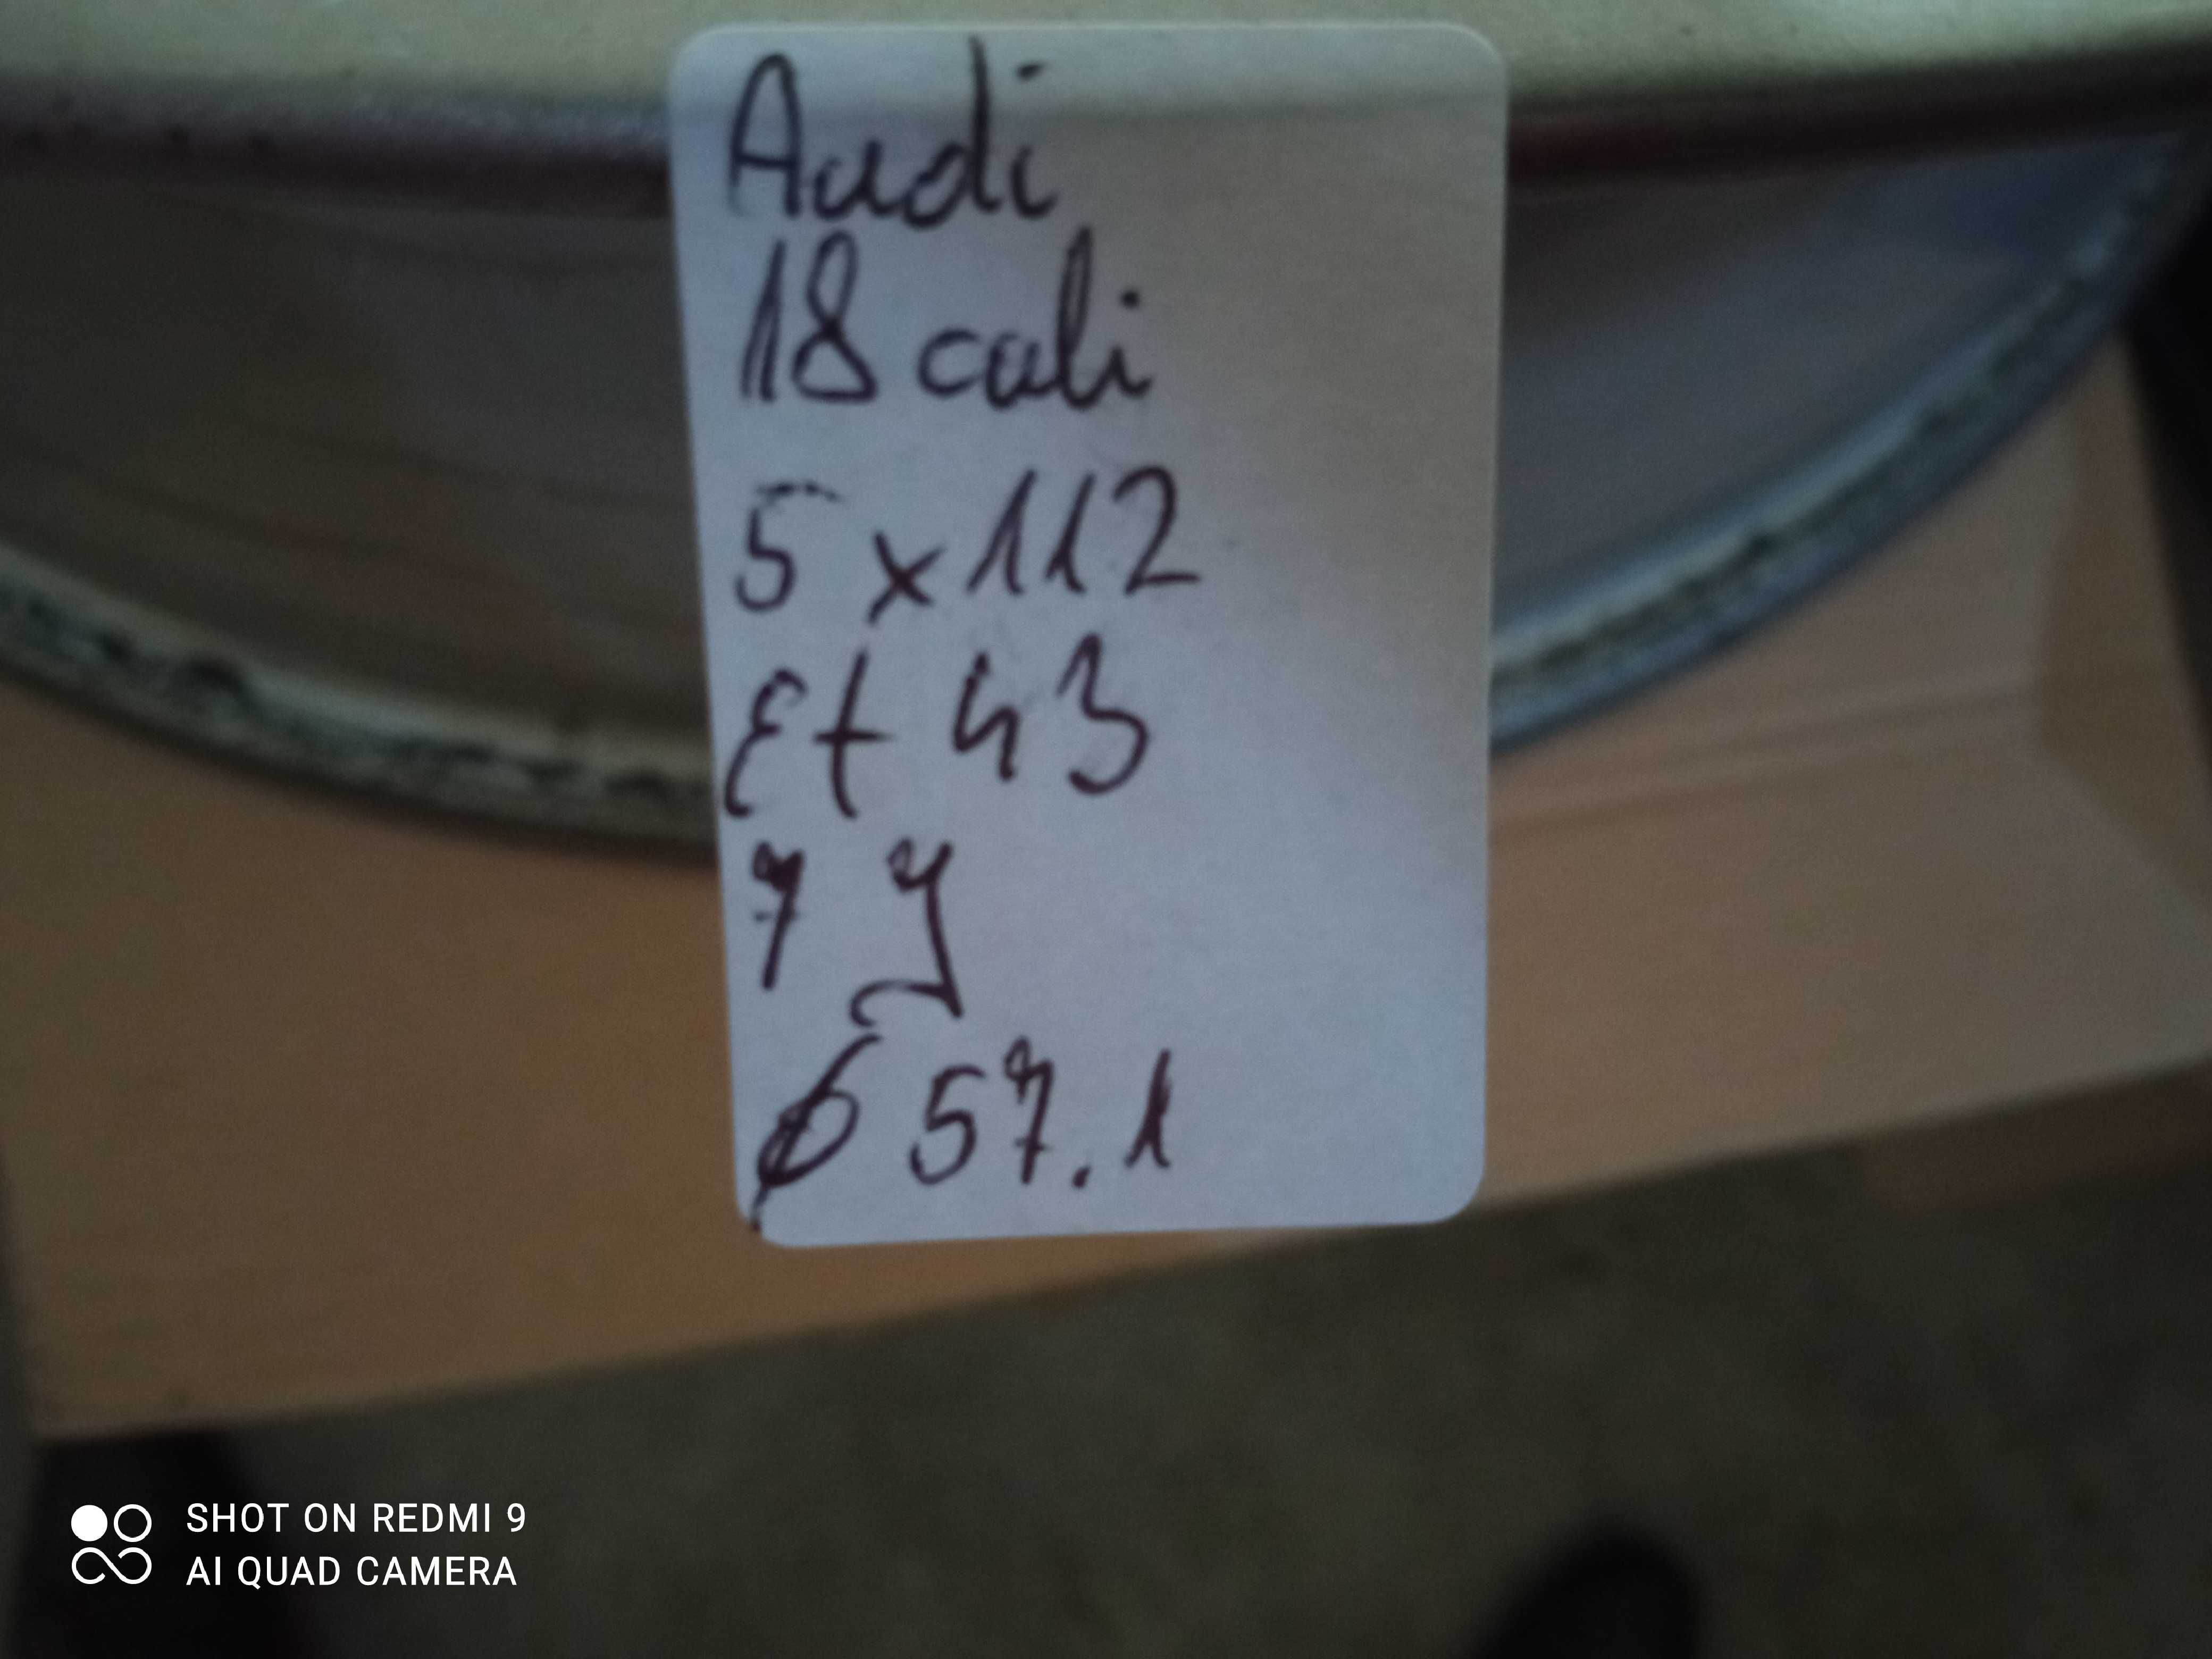 Audi
18 cali
5 x 112
Et 43
7 J
Ø 57.1
SHOT ON REDMI 9
AI QUAD CAMERA